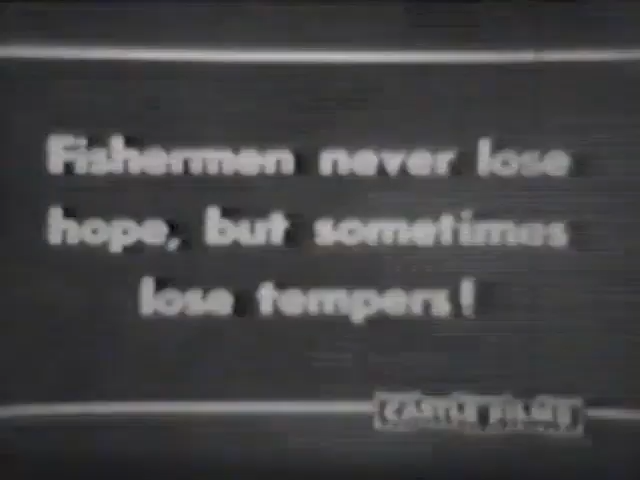 Fishermen never lose
hope, but sometimes
lose tempers!
CASTLE FILMS